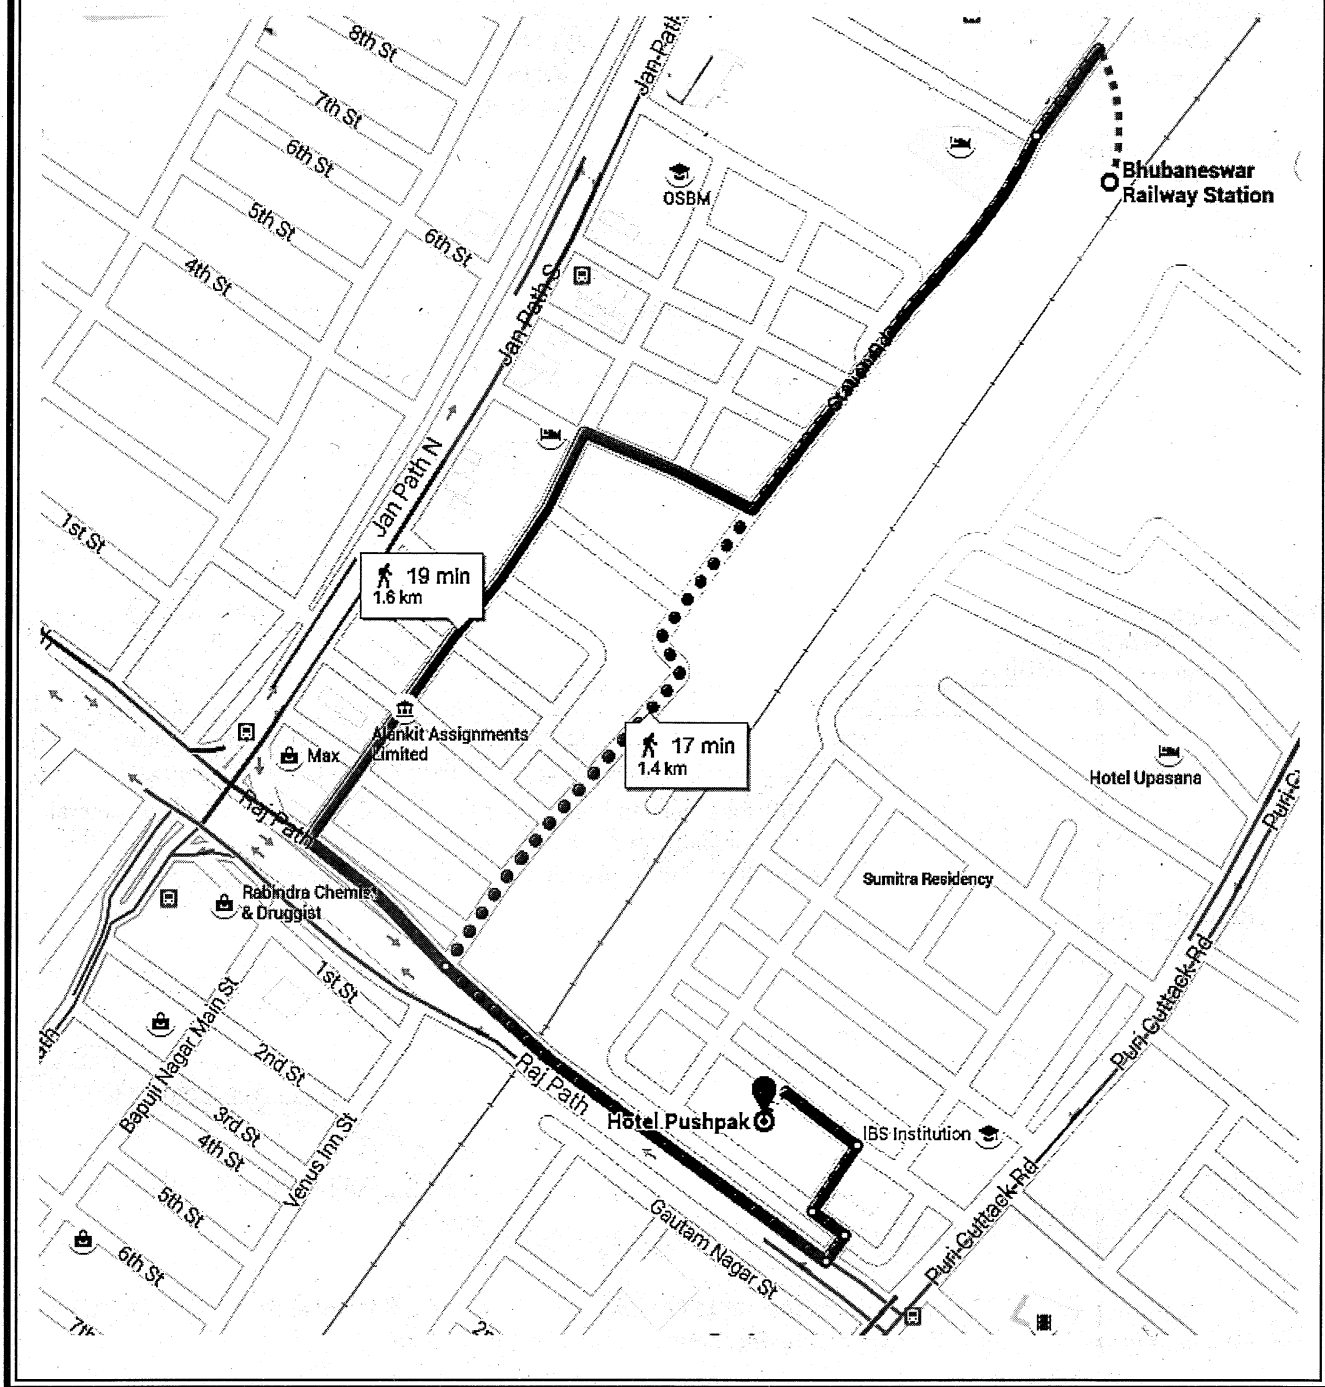 8th St
Jan Path
7th St
6th St
Bhubaneswar
Railway Station
OSBM
5th St
6th St
4th St
Jan Path S
Station Rd
Jan Path N
1st St
19 min
1.6 km
Alankit Assignments
Limited
Max
17 min
1.4 km
Hotel Upasana
Puri-C
Raj Path
Rabindra Chemist
& Druggist
Sumitra Residency
1st St
Puri-Cuttack-Rd
Bapuji Nagar Main St
2nd St
Raj Path
Hotel Pushpak
IBS Institution
3rd St
4th St
Venus Inn St
5th St
Gautam Nagar St
Puri-Cuttack-Rd
6th St
7th